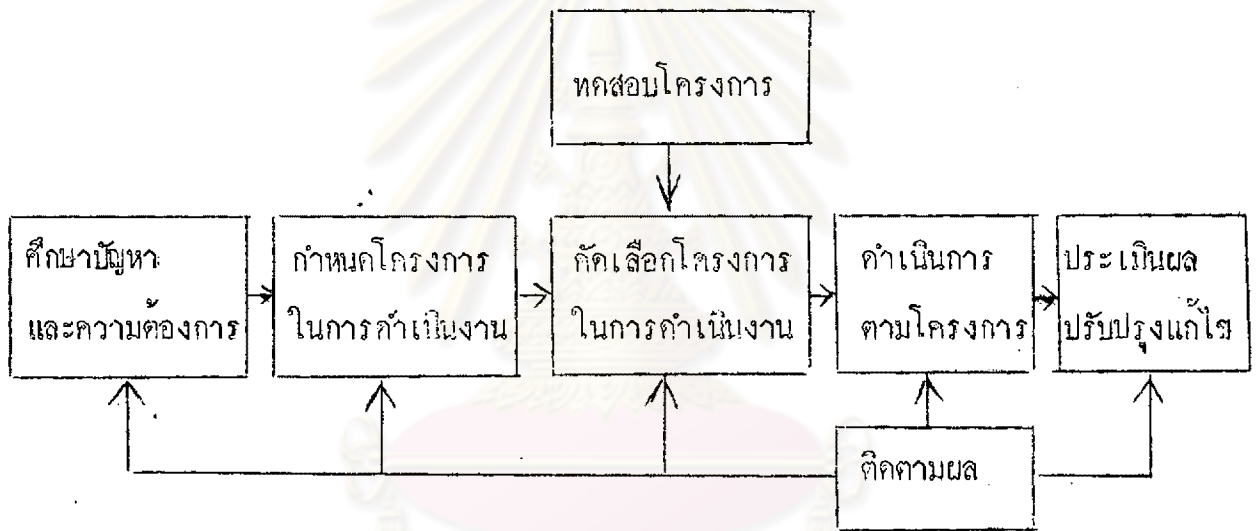 ทดสอบโครงการ
ศึกษาปัญหา
และความต้องการ
กำหนดโครงการ
ในการดำเนินงาน
คัดเลือกโครงการ
ในการดำเนินงาน
ดำเนินการ
ตามโครงการ
ประเมินผล
ปรับปรุงแก้ไข
ติดตามผล